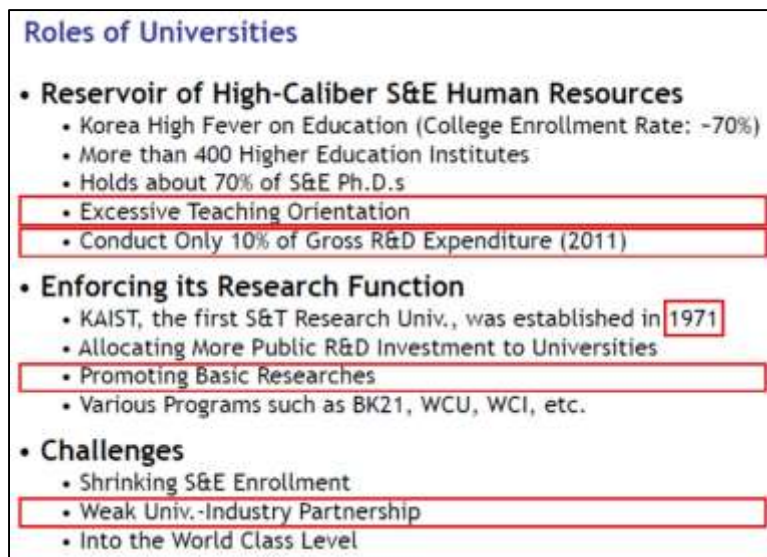 Roles of Universities
• Reservoir of High-Caliber S&E Human Resources
• Korea High Fever on Education (College Enrollment Rate: ~70%)
• More than 400 Higher Education Institutes
• Holds about 70% of S&E Ph.D.s
• Excessive Teaching Orientation
• Conduct Only 10% of Gross R&D Expenditure (2011)
• Enforcing its Research Function
• KAIST, the first S&T Research Univ., was established in 1971
• Allocating More Public R&D Investment to Universities
• Promoting Basic Researches
• Various Programs such as BK21, WCU, WCI, etc.
• Challenges
• Shrinking S&E Enrollment
• Weak Univ.-Industry Partnership
• Into the World Class Level